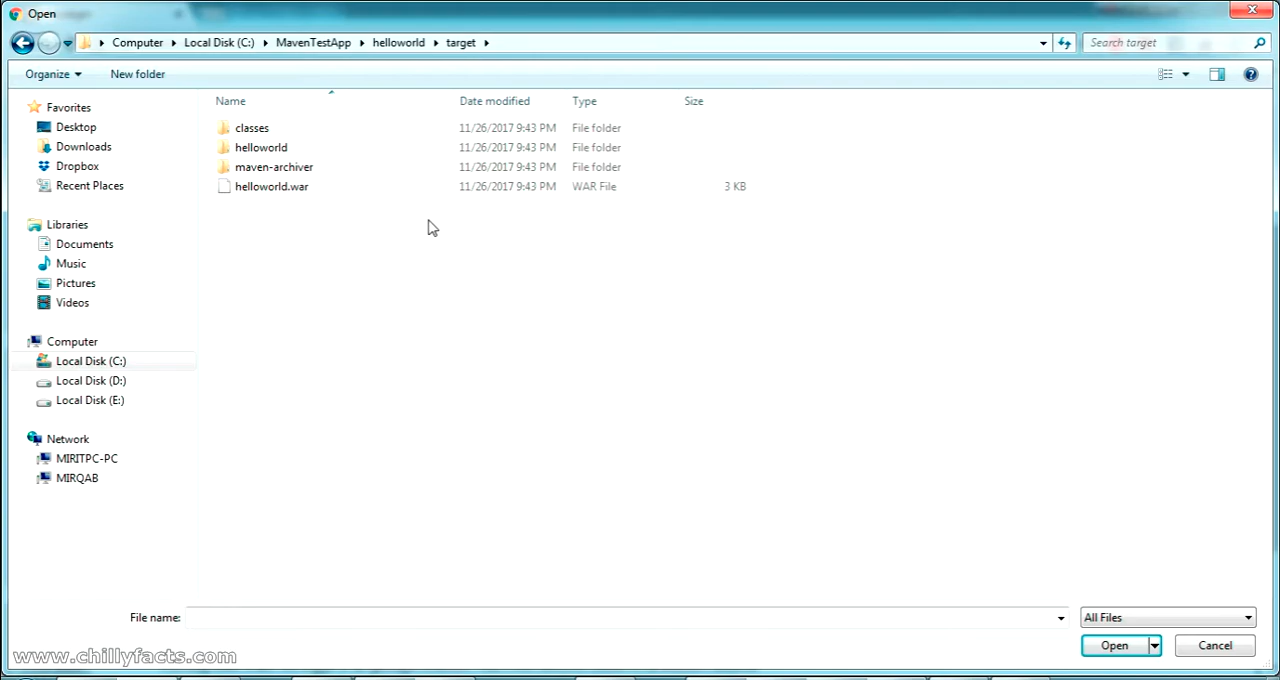 Open
Computer Local Disk (C:) MavenTestApp helloworld target Search target
Organize New folder
Name Date modified Type Size
classes 11/26/2017 9:43 PM File folder
helloworld 11/26/2017 9:43 PM File folder
maven-archiver 11/26/2017 9:43 PM File folder
helloworld.war 11/26/2017 9:43 PM WAR File 3 KB
Favorites
Desktop
Downloads
Dropbox
Recent Places
Libraries
Documents
Music
Pictures
Videos
Computer
Local Disk (C:)
Local Disk (D:)
Local Disk (E:)
Network
MIRITPC-PC
MIRQAB
File name: All Files
Open Cancel
www.chillyfacts.com